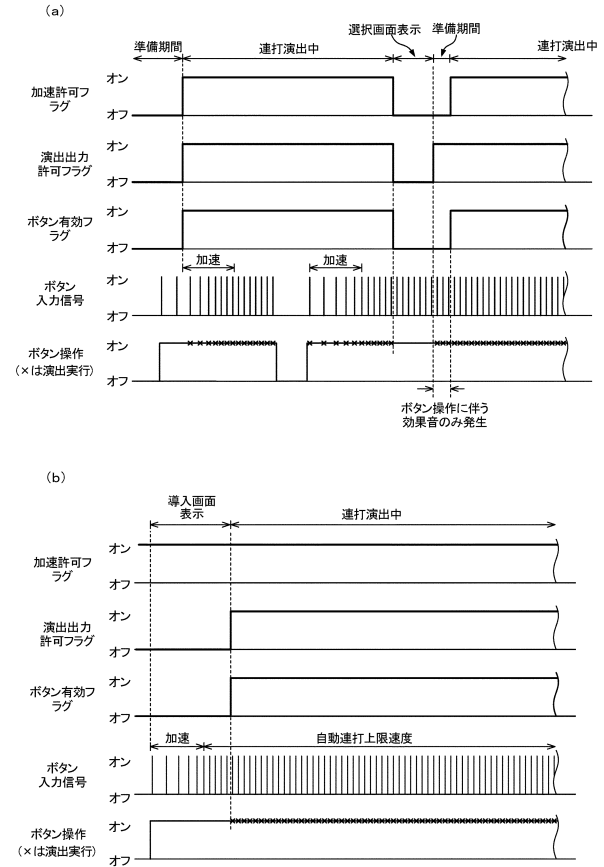 (a)
選択画面表示 準備期間
準備期間 連打演出中 連打演出中
オン
加速許可フ
ラグ
オフ
オン
演出出力
許可フラグ
オフ
オン
ボタン有効フ
ラグ
オフ
加速 加速
オン
ボタン
入力信号
オフ
オン
ボタン操作
(×は演出実行)
オフ
ボタン操作に伴う
効果音のみ発生
(b)
導入画面
表示
連打演出中
オン
加速許可フ
ラグ
オフ
オン
演出出力
許可フラグ
オフ
オン
ボタン有効フ
ラグ
オフ
加速 自動連打上限速度
オン
ボタン
入力信号
オフ
オン
ボタン操作
(×は演出実行)
オフ